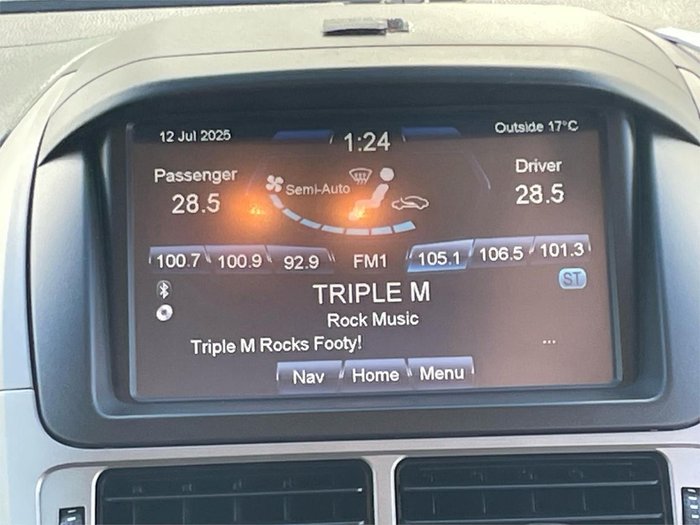 12 Jul 2025
1:24
Outside 17°C
Passenger
28.5
Semi-Auto
Driver
28.5
100.7 100.9 92.9 FM1 105.1 106.5 101.3
TRIPLE M
ST
Rock Music
Triple M Rocks Footy!
...
Nav Home Menu